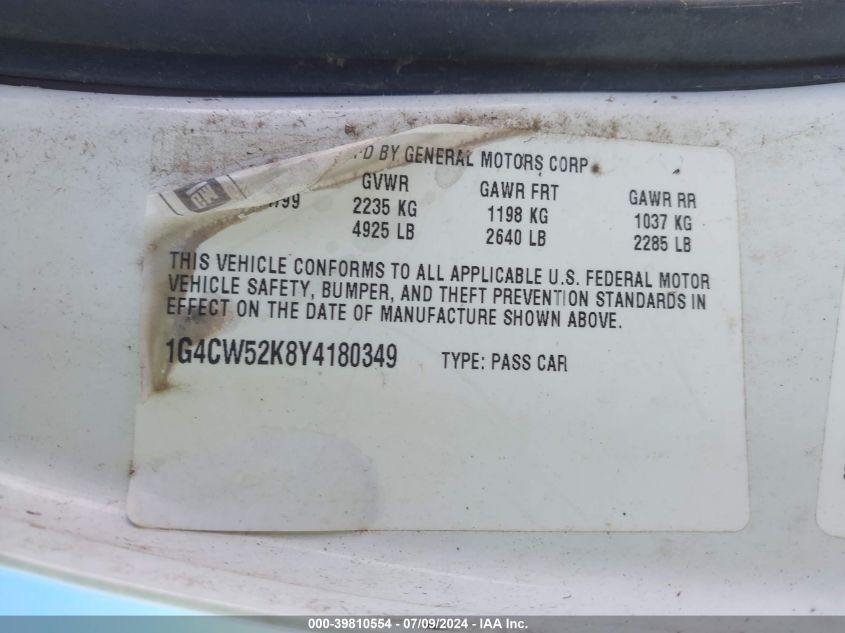 D BY GENERAL MOTORS CORP
/99 GVWR GAWR FRT GAWR RR
2235 KG 1198 KG 1037 KG
4925 LB 2640 LB 2285 LB
THIS VEHICLE CONFORMS TO ALL APPLICABLE U.S. FEDERAL MOTOR
VEHICLE SAFETY, BUMPER, AND THEFT PREVENTION STANDARDS IN
EFFECT ON THE DATE OF MANUFACTURE SHOWN ABOVE.
1G4CW52K8Y4180349 TYPE: PASS CAR
000-39810554 - 07/09/2024 - IAA Inc.